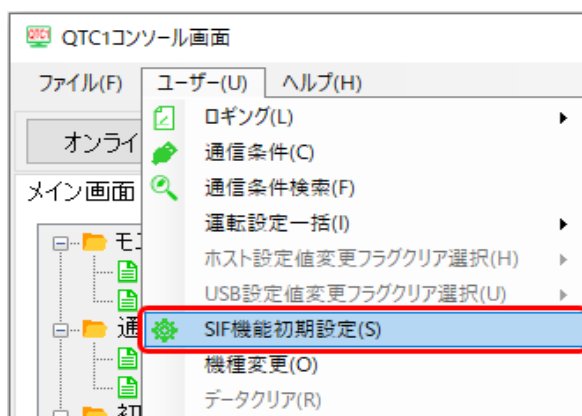 QTC1コンソール画面
ファイル(F) ユーザー(U) ヘルプ(H)
オンライ
ロギング(L)
通信条件(C)
メイン画面
通信条件検索(F)
運転設定一括(I)
モニ
ホスト設定値変更フラグクリア選択(H)
USB設定値変更フラグクリア選択(U)
通
SIF機能初期設定(S)
機種変更(O)
データクリア(R)
初